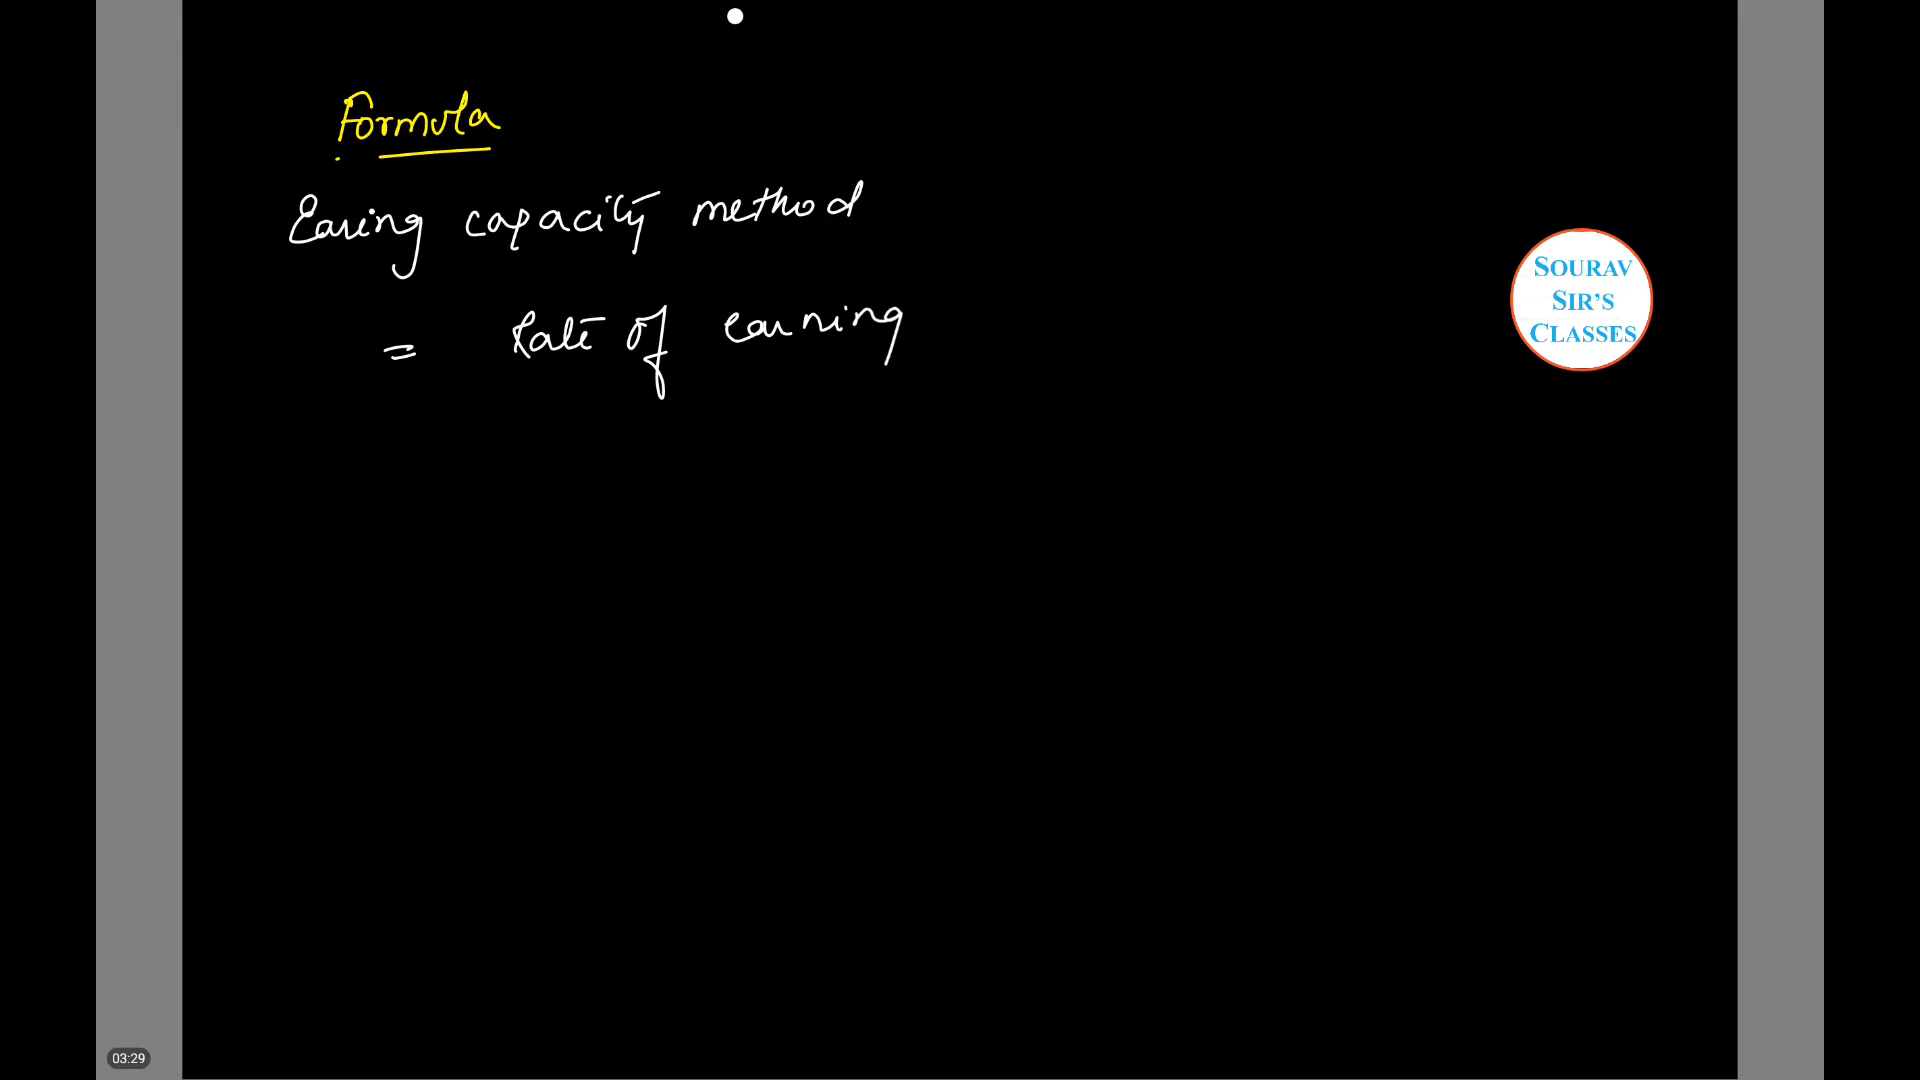 Formula
Earing capacity method
= Rate of earning
SOURAV
SIR'S
CLASSES
03:29